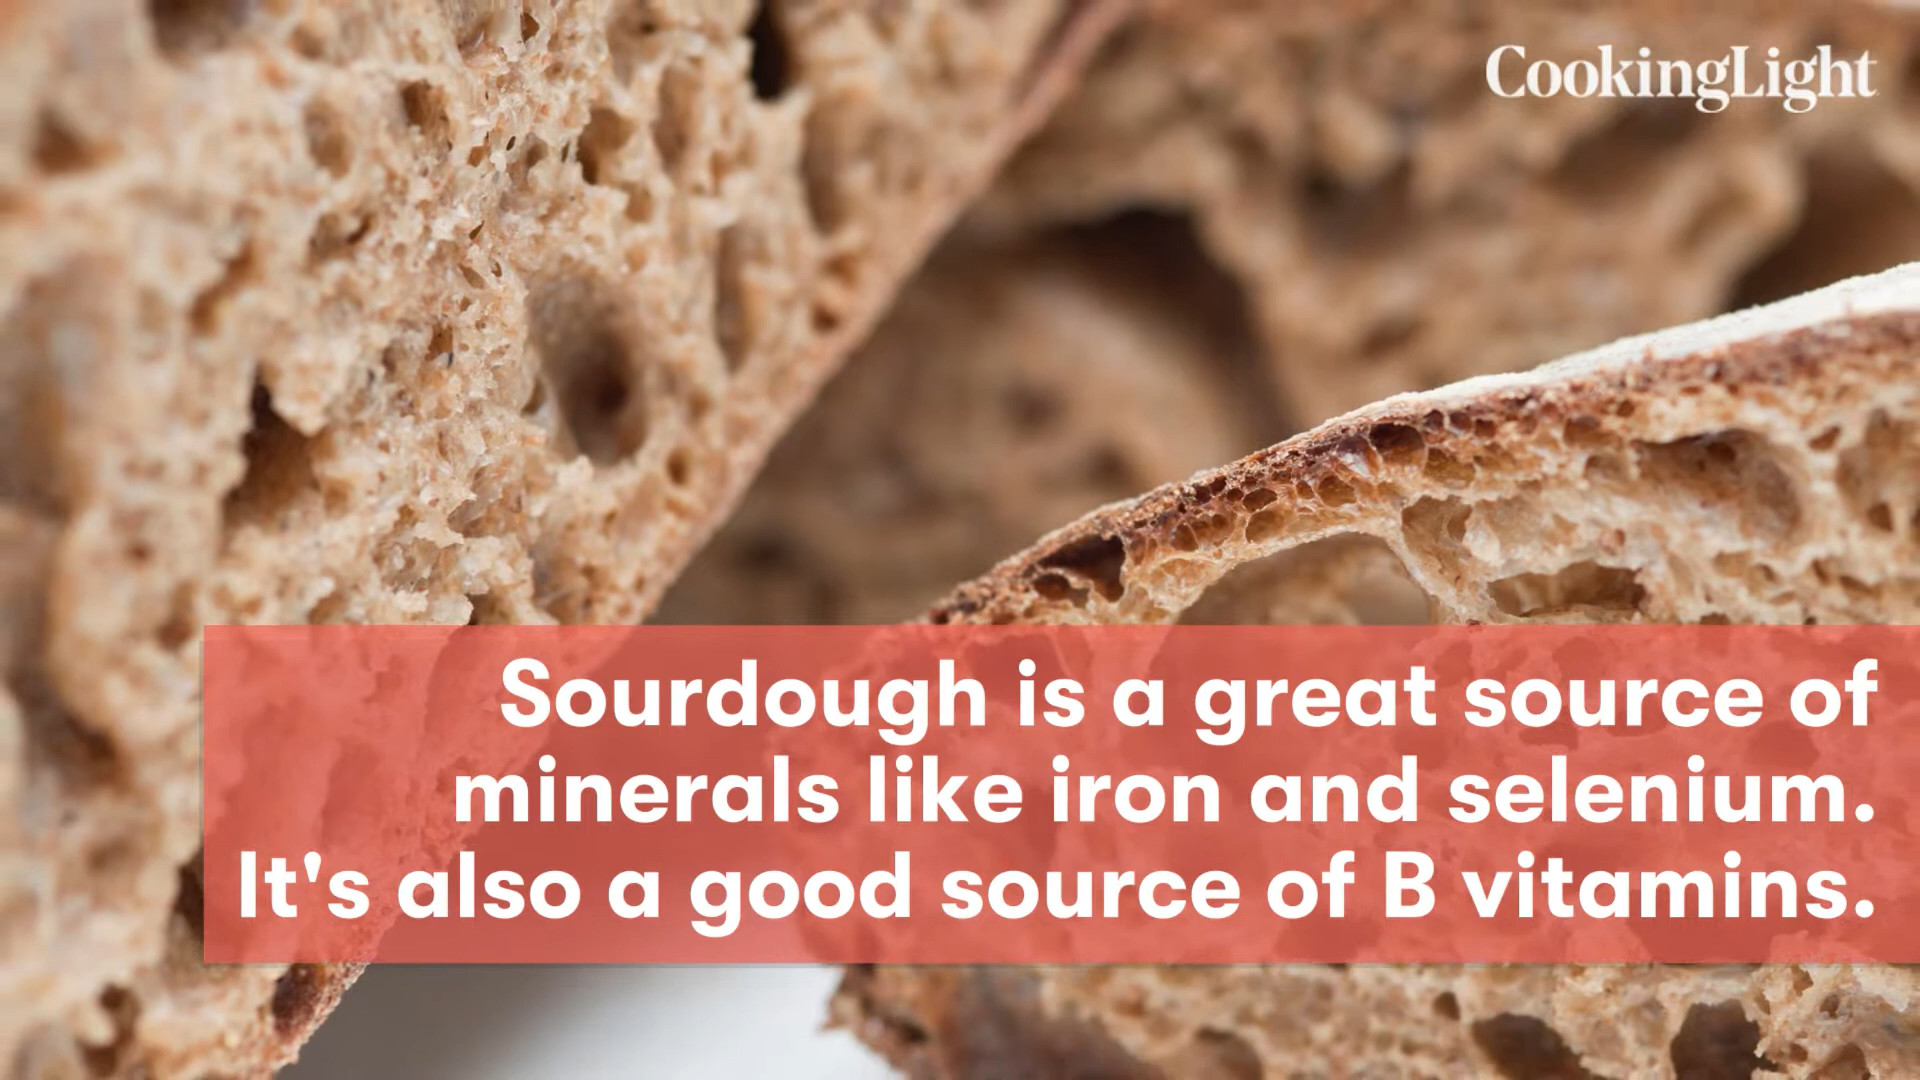 CookingLight
Sourdough is a great source of
minerals like iron and selenium.
It's also a good source of B vitamins.